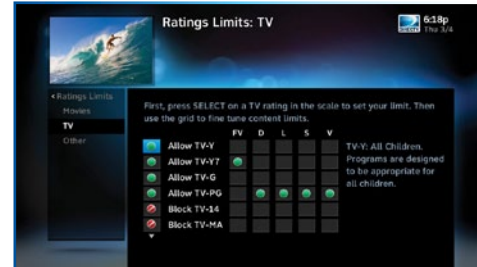 Ratings Limits: TV
DIRECTV
6:18p
Thu 3/4
Ratings Limits
Movies
TV
Other
First, press SELECT on a TV rating in the scale to set your limit. Then
use the grid to fine tune content limits.
FV D L S V
Allow TV-Y
Allow TV-Y7
Allow TV-G
Allow TV-PG
Block TV-14
Block TV-MA
TV-Y: All Children.
Programs are designed
to be appropriate for
all children.